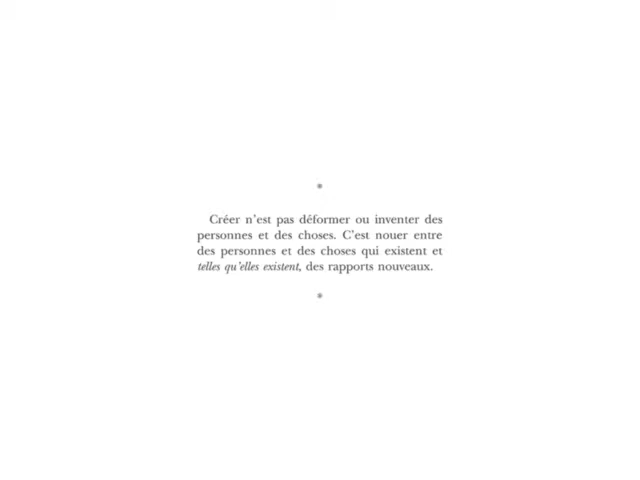 *
Créer n’est pas déformer ou inventer des
personnes et des choses. C’est nouer entre
des personnes et des choses qui existent et
telles qu’elles existent, des rapports nouveaux.
*